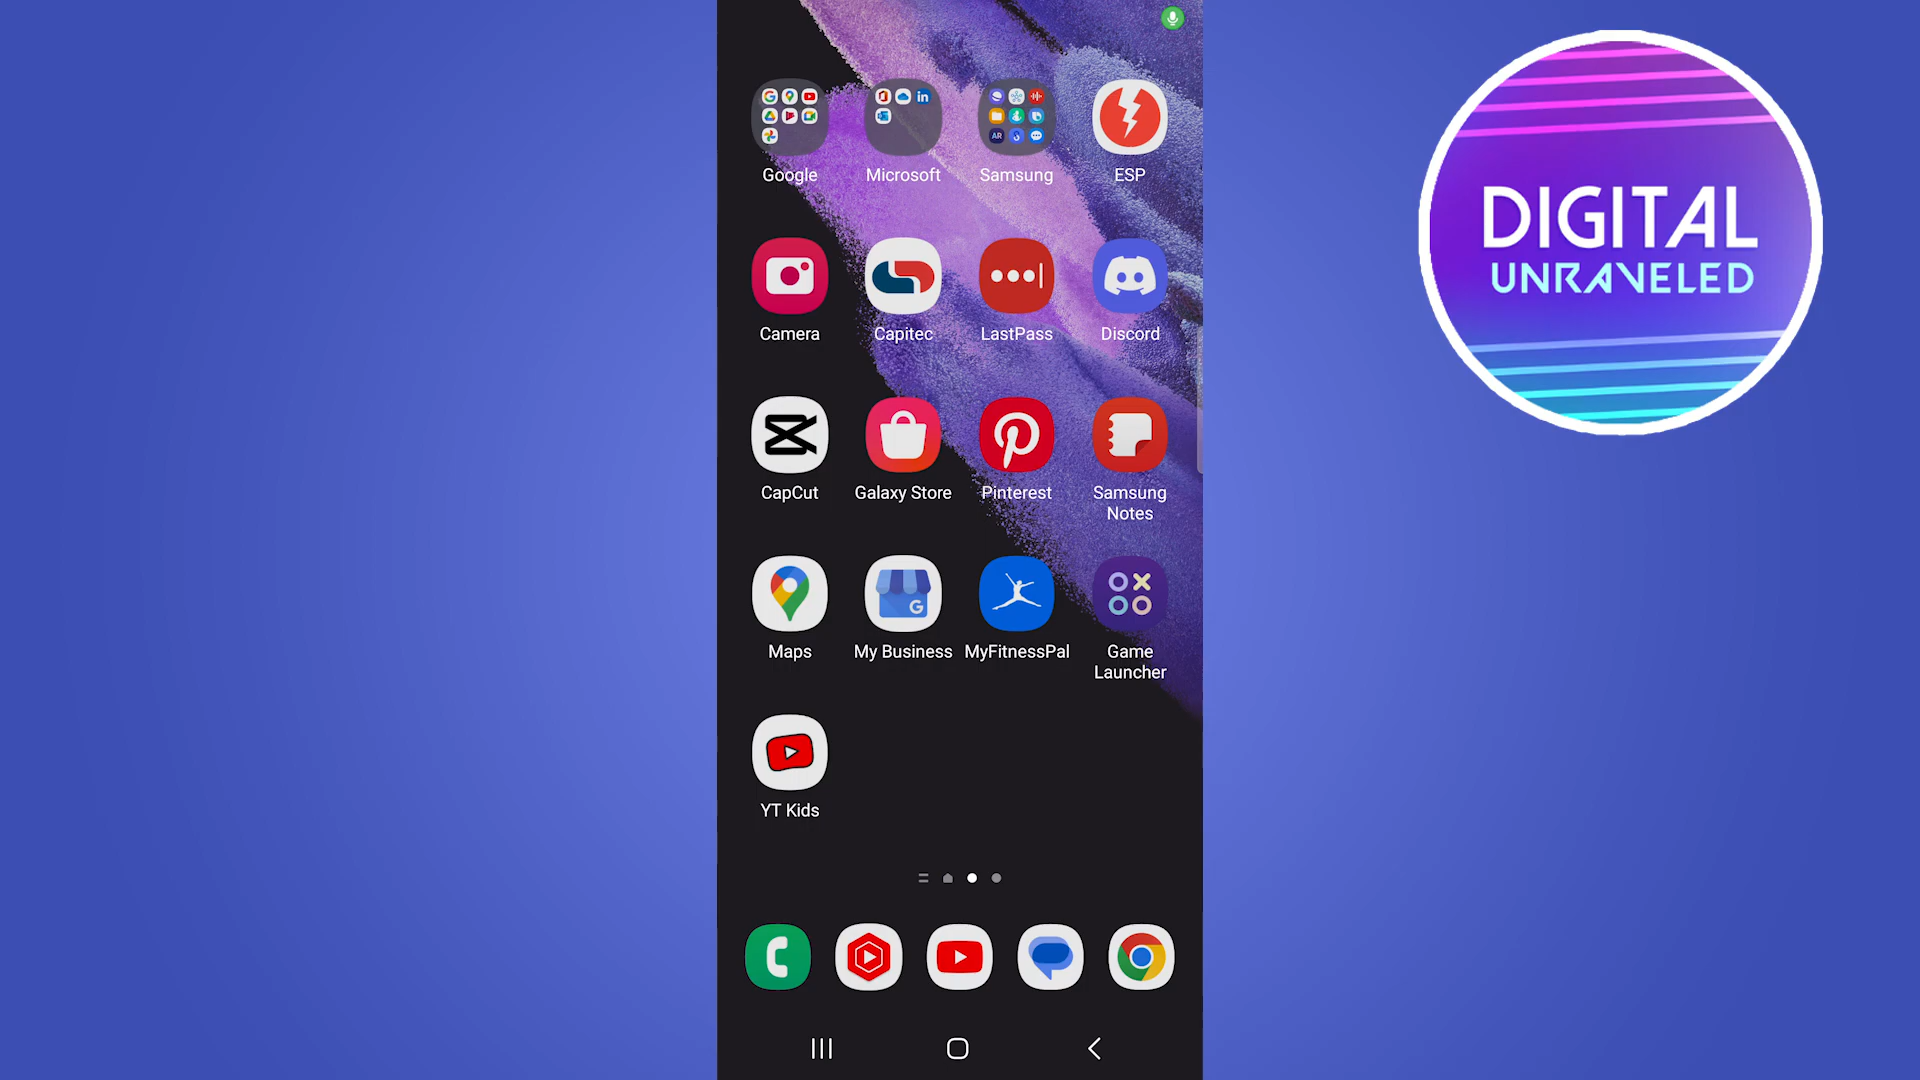 Google Microsoft Samsung ESP
Camera Capitec LastPass Discord
CapCut Galaxy Store Pinterest Samsung
Notes
Maps My Business MyFitnessPal Game
Launcher
YT Kids
DIGITAL
UNRAVELED